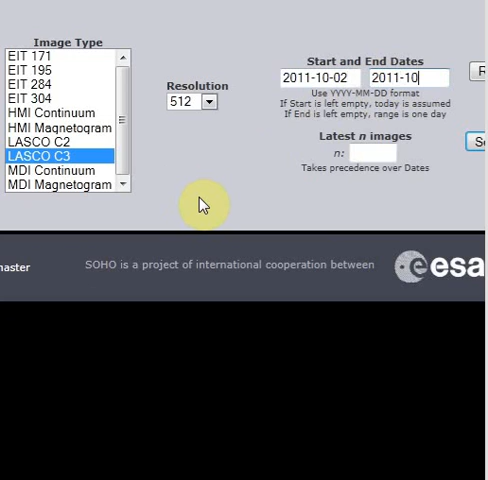 Image Type
EIT 171
EIT 195
EIT 284
EIT 304
HMI Continuum
HMI Magnetogram
LASCO C2
LASCO C3
MDI Continuum
MDI Magnetogram
Resolution
512
Start and End Dates
2011-10-02 2011-10
Use YYYY-MM-DD format
If Start is left empty, today is assumed
If End is left empty, range is one day
Latest n images
n:
Takes precedence over Dates
R
Se
master
SOHO is a project of international cooperation between
esa